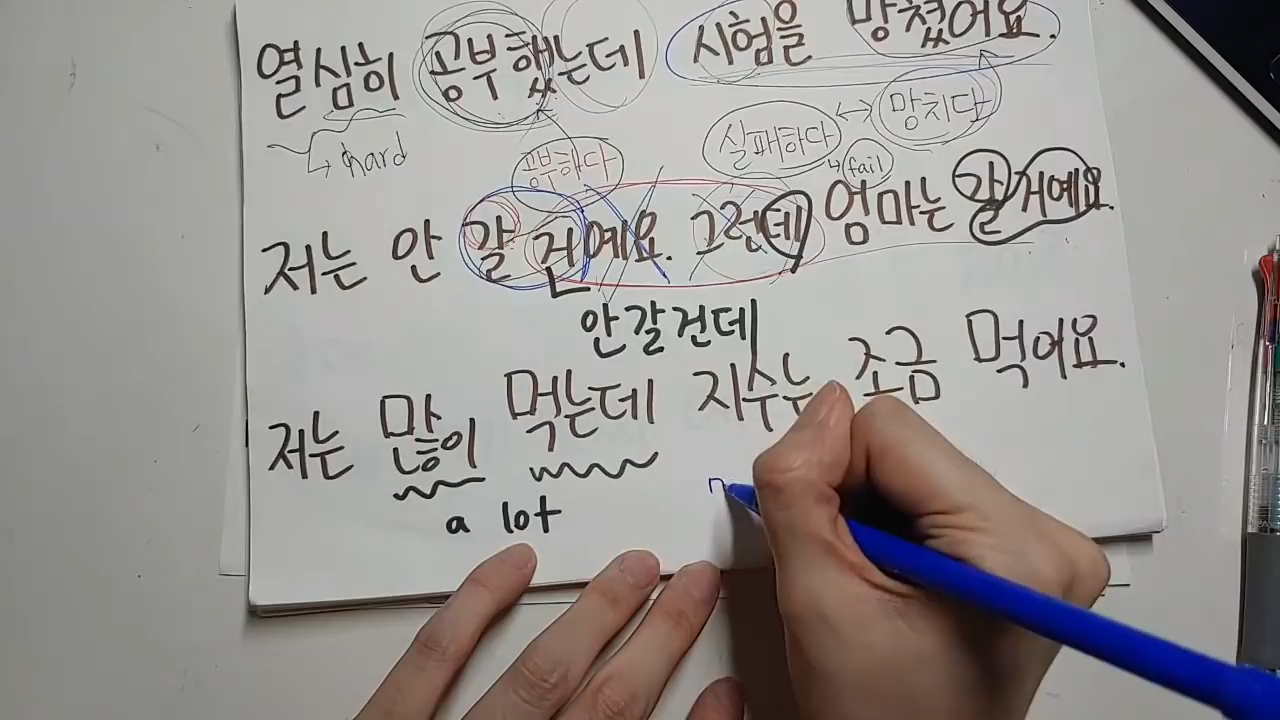 열심히 공부했는데 시험을 망쳤어요.
→ hard 공부하다 실패하다 ↔ 망치다
↳ fail
저는 안 갈 건예요. 그런데 엄마는 갈 거예요.
안갈건데
저는 많이 먹는데 지수는 조금 먹어요.
a lot